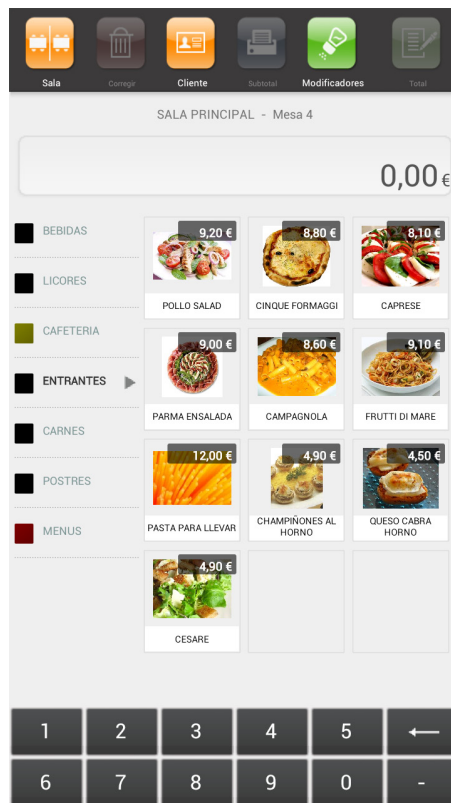 Sala Corregir Cliente Subtotal Modificadores Total
SALA PRINCIPAL - Mesa 4
0,00 €
BEBIDAS
LICORES
CAFETERIA
ENTRANTES
CARNES
POSTRES
MENUS
9,20 € 8,80 € 8,10 €
POLLO SALAD CINQUE FORMAGGI CAPRESE
9,00 € 8,60 € 9,10 €
PARMA ENSALADA CAMPAGNOLA FRUTTI DI MARE
12,00 € 4,90 € 4,50 €
PASTA PARA LLEVAR CHAMPIÑONES AL HORNO QUESO CABRA HORNO
4,90 €
CESARE
1 2 3 4 5
6 7 8 9 0 -